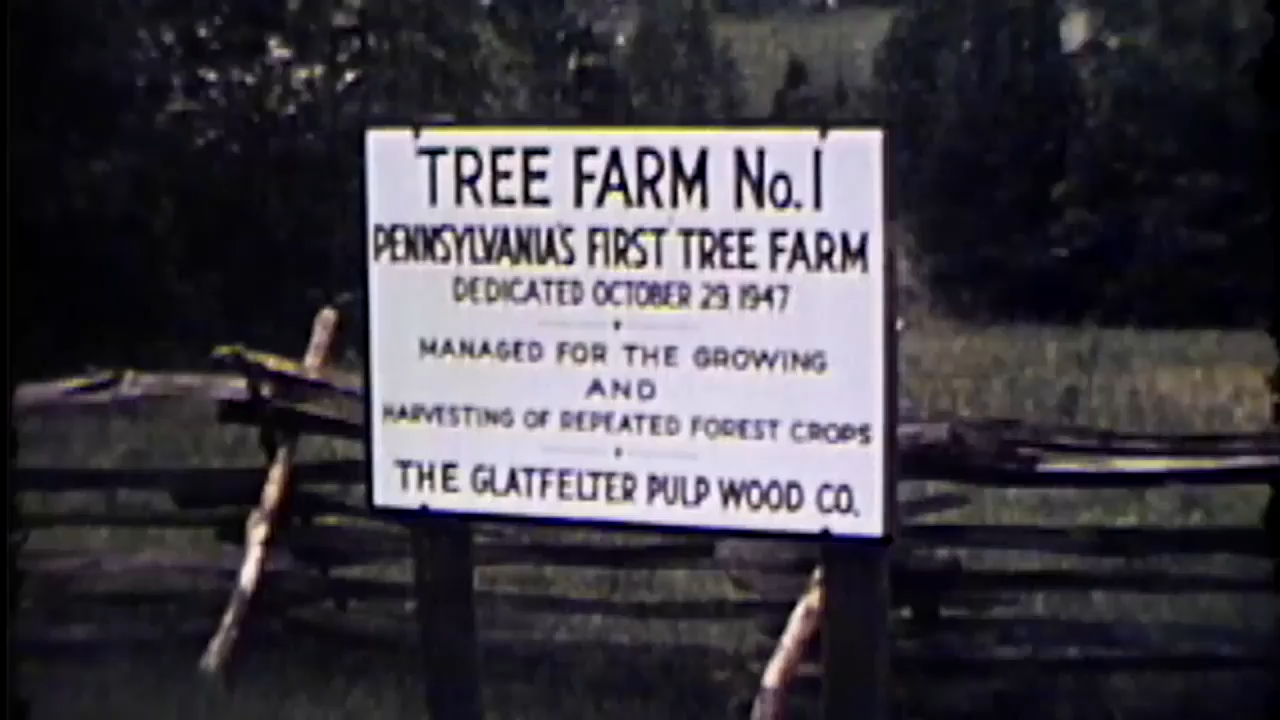 TREE FARM No. 1
PENNSYLVANIA'S FIRST TREE FARM
DEDICATED OCTOBER 29, 1947
MANAGED FOR THE GROWING
AND
HARVESTING OF REPEATED FOREST CROPS
THE GLATFELTER PULP WOOD CO.